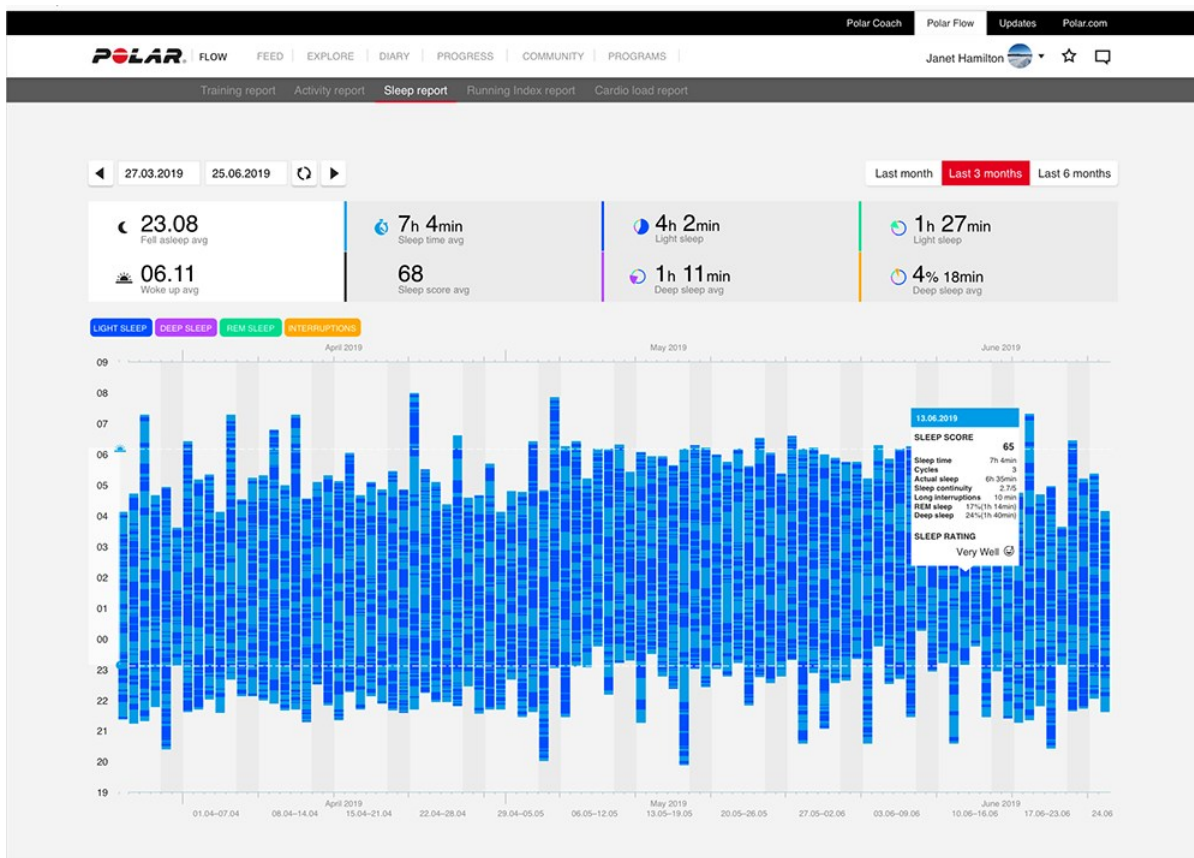 Polar Coach Polar Flow Updates Polar.com
POLAR. FLOW FEED EXPLORE DIARY PROGRESS COMMUNITY PROGRAMS Janet Hamilton
Training report Activity report Sleep report Running Index report Cardio load report
27.03.2019 25.06.2019 Last month Last 3 months Last 6 months
23.08 7h 4min 4h 2min 1h 27min
Fell asleep avg Sleep time avg Light sleep Light sleep
06.11 68 1h 11min 4% 18min
Woke up avg Sleep score avg Deep sleep avg Deep sleep avg
LIGHT SLEEP DEEP SLEEP REM SLEEP INTERRUPTIONS
April 2019 May 2019 June 2019
09
08
07
06
05
04
03
02
01
00
23
22
21
20
19
13.06.2019
SLEEP SCORE
65
Sleep time 7h 4min
Cycles 3
Actual sleep 6h 35min
Sleep continuity 2.7/5
Long interruptions 10 min
REM sleep 17%(1h 14min)
Deep sleep 24%(1h 40min)
SLEEP RATING
Very Well
April 2019 May 2019 June 2019
01.04–07.04 08.04–14.04 15.04–21.04 22.04–28.04 29.04–05.05 06.05–12.05 13.05–19.05 20.05–26.05 27.05–02.06 03.06–09.06 10.06–16.06 17.06–23.06 24.06